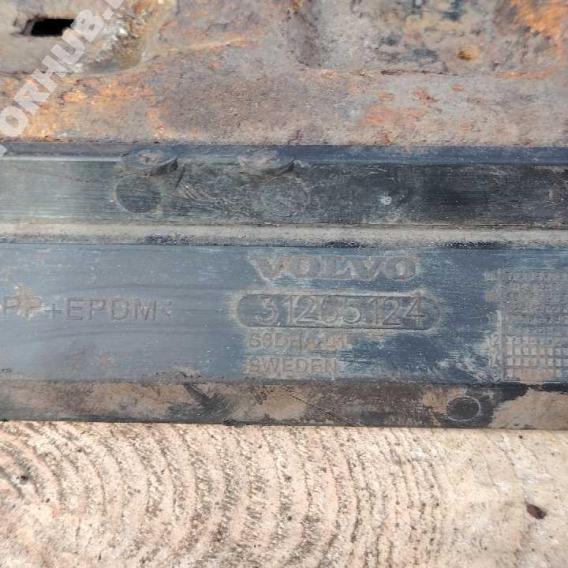 VOLVO
>PP+EPDM<
31265124
SWEDEN